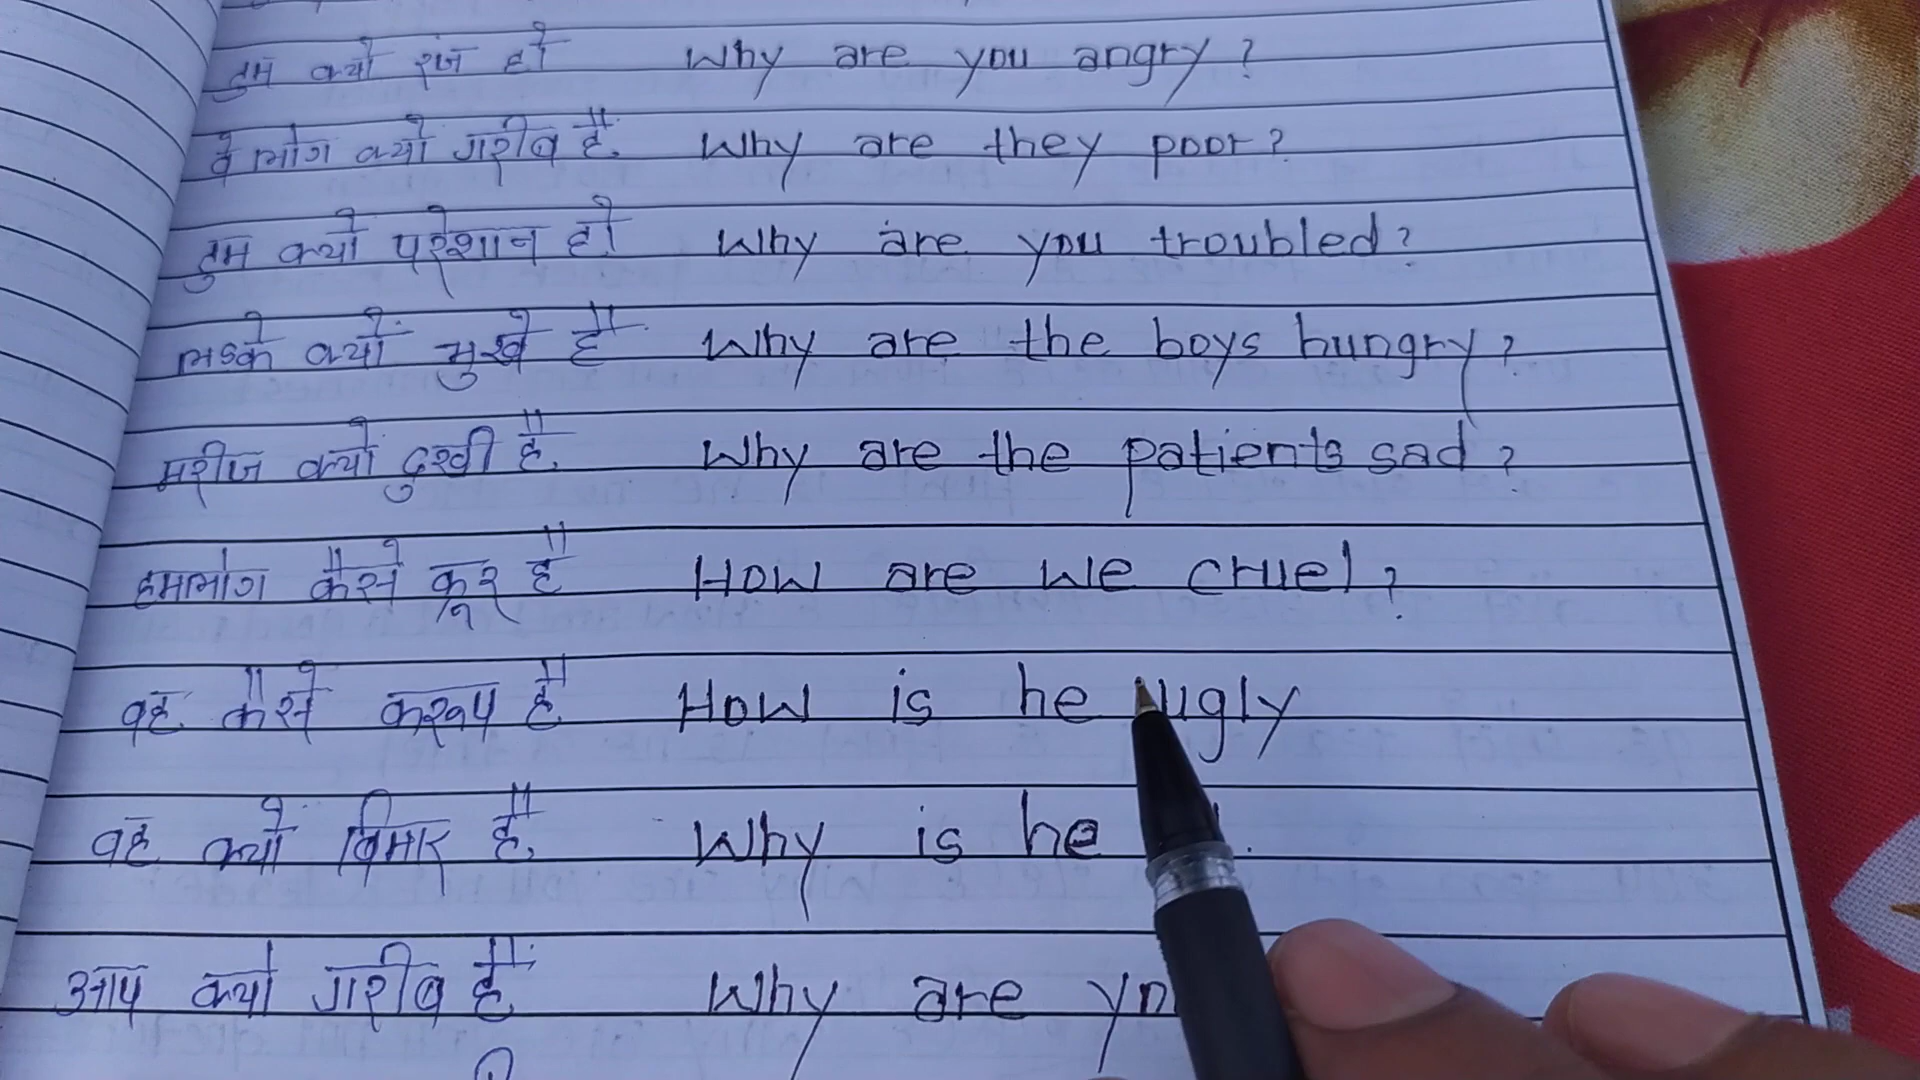 तुम क्यों रंज हो Why are you angry?
वे लोग क्यों गरीब हैं. Why are they poor?
तुम क्यों परेशान हो Why are you troubled?
लडके क्यों भुखे हैं Why are the boys hungry?
मरीज क्यों दुखी हैं. Why are the patients sad?
हमलोग कैसे क्रूर हैं How are we cruel?
वह कैसे करूप हैं How is he ugly
वह क्यों बिमार हैं. Why is he
आप क्यों गरीब हैं Why are